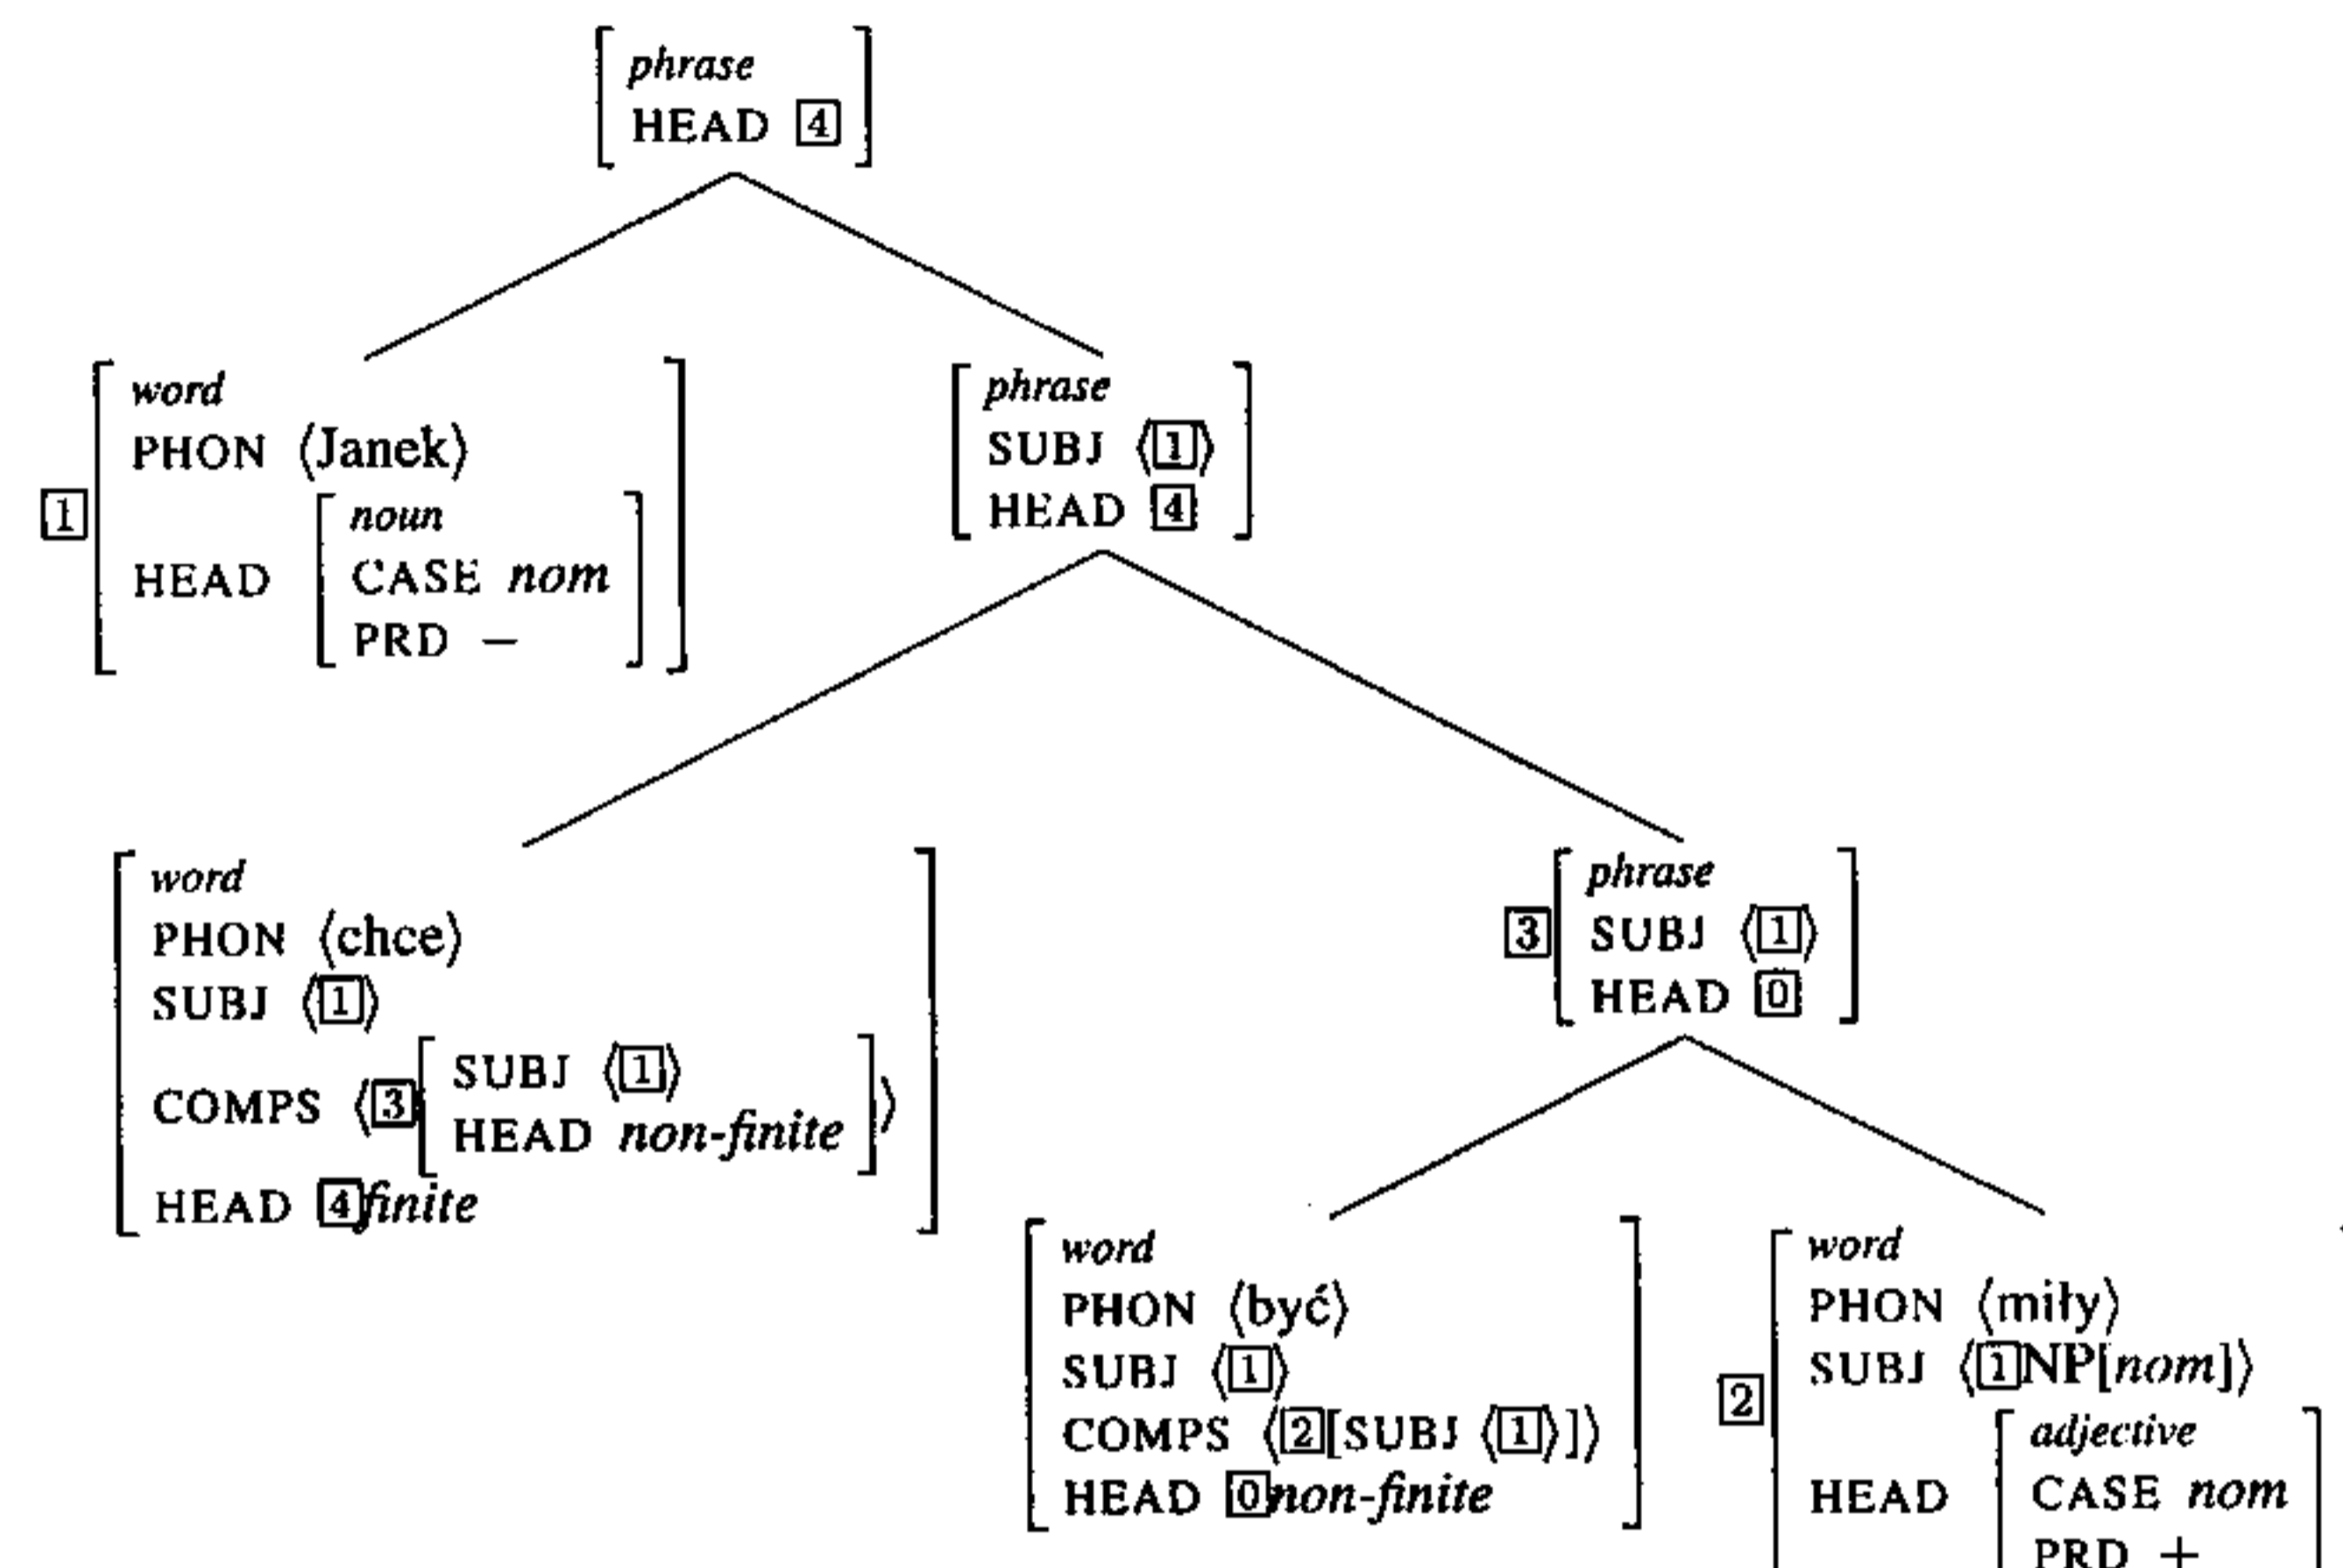 phrase
HEAD 4
word
PHON ⟨Janek⟩
1
HEAD
noun
CASE nom
PRD −
phrase
SUBJ ⟨1⟩
HEAD 4
word
PHON ⟨chce⟩
SUBJ ⟨1⟩
COMPS ⟨3
SUBJ ⟨1⟩
HEAD non-finite
⟩
HEAD 4finite
3
phrase
SUBJ ⟨1⟩
HEAD 0
word
PHON ⟨być⟩
SUBJ ⟨1⟩
COMPS ⟨2[SUBJ ⟨1⟩]⟩
HEAD 0non-finite
2
word
PHON ⟨miły⟩
SUBJ ⟨1NP[nom]⟩
HEAD
adjective
CASE nom
PRD +